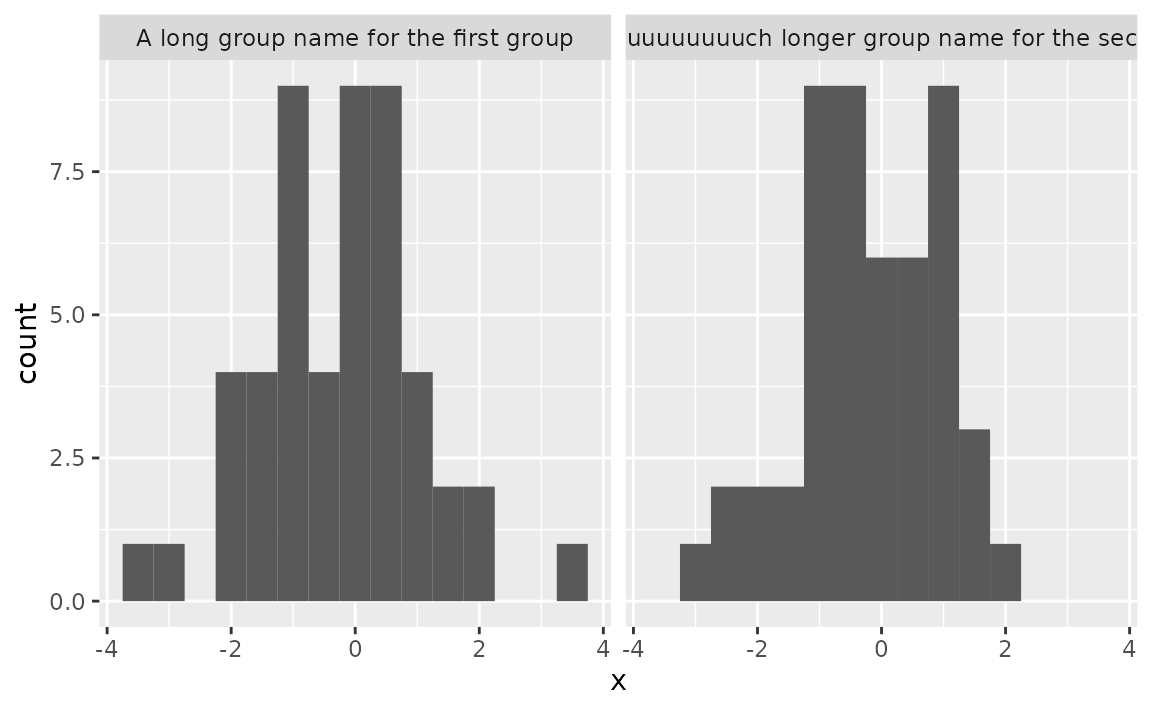 A long group name for the first group
uuuuuuuuch longer group name for the sec
7.5
5.0
2.5
0.0
count
-4 -2 0 2 4
-4 -2 0 2 4
x